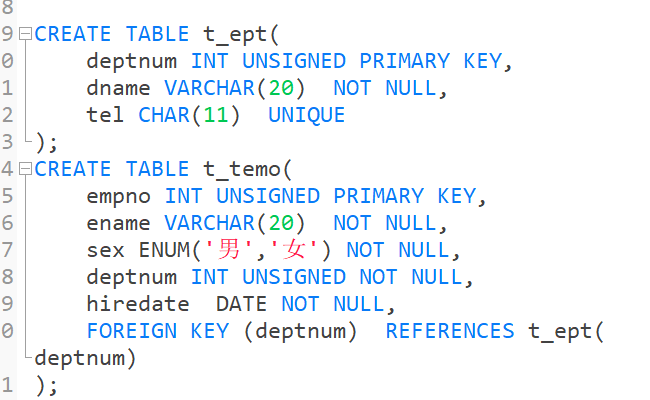 8
9 CREATE TABLE t_ept(
0     deptnum INT UNSIGNED PRIMARY KEY,
1     dname VARCHAR(20)  NOT NULL,
2     tel CHAR(11)  UNIQUE
3 );
4 CREATE TABLE t_temo(
5     empno INT UNSIGNED PRIMARY KEY,
6     ename VARCHAR(20)  NOT NULL,
7     sex ENUM('男','女') NOT NULL,
8     deptnum INT UNSIGNED NOT NULL,
9     hiredate  DATE NOT NULL,
0     FOREIGN KEY (deptnum)  REFERENCES t_ept(
deptnum)
1 );